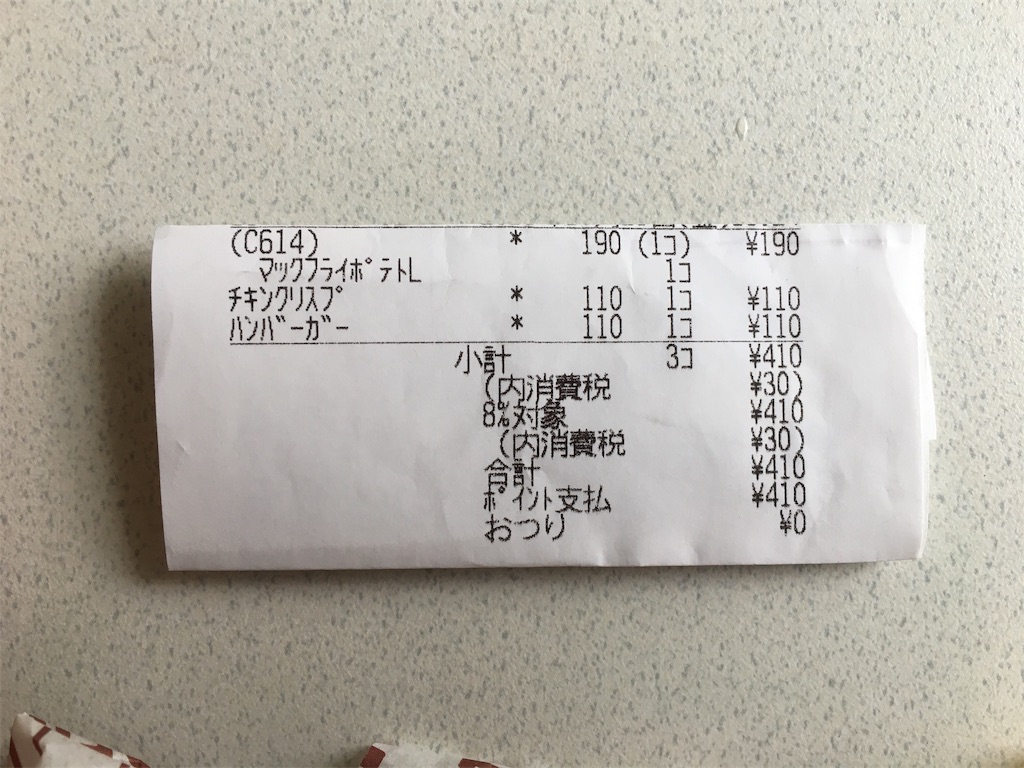 (C614) * 190 (1コ) ¥190
マックフライポテトL 1コ
チキンクリスプ * 110 1コ ¥110
ハンバーガー * 110 1コ ¥110
小計 3コ ¥410
(内消費税 ¥30)
8%対象 ¥410
(内消費税 ¥30)
合計 ¥410
ポイント支払 ¥410
おつり ¥0